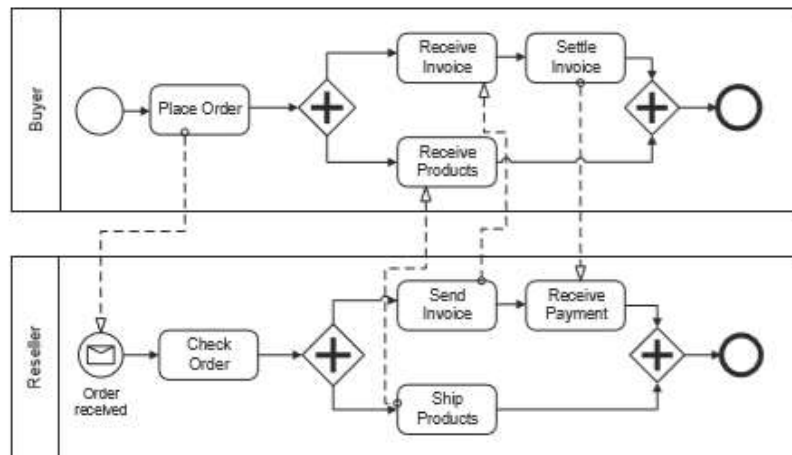 Buyer
Place Order
Receive
Invoice
Settle
Invoice
Receive
Products
Reseller
Order
received
Check
Order
Send
Invoice
Receive
Payment
Ship
Products